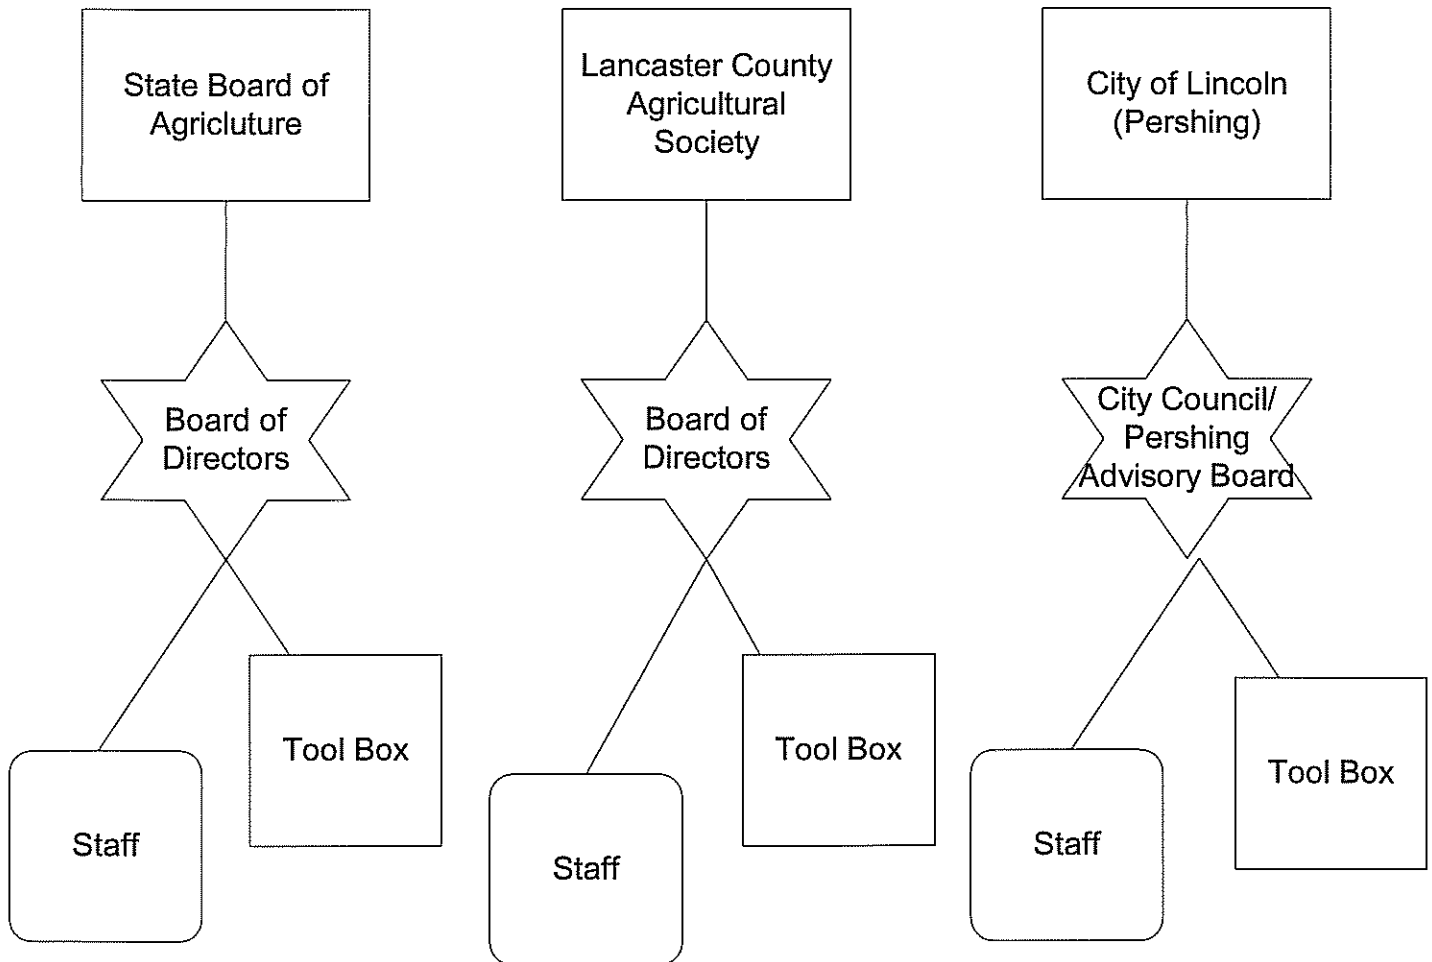 State Board of
Agricluture
Lancaster County
Agricultural
Society
City of Lincoln
(Pershing)
Board of
Directors
Board of
Directors
City Council/
Pershing
Advisory Board
Tool Box
Staff
Tool Box
Staff
Tool Box
Staff